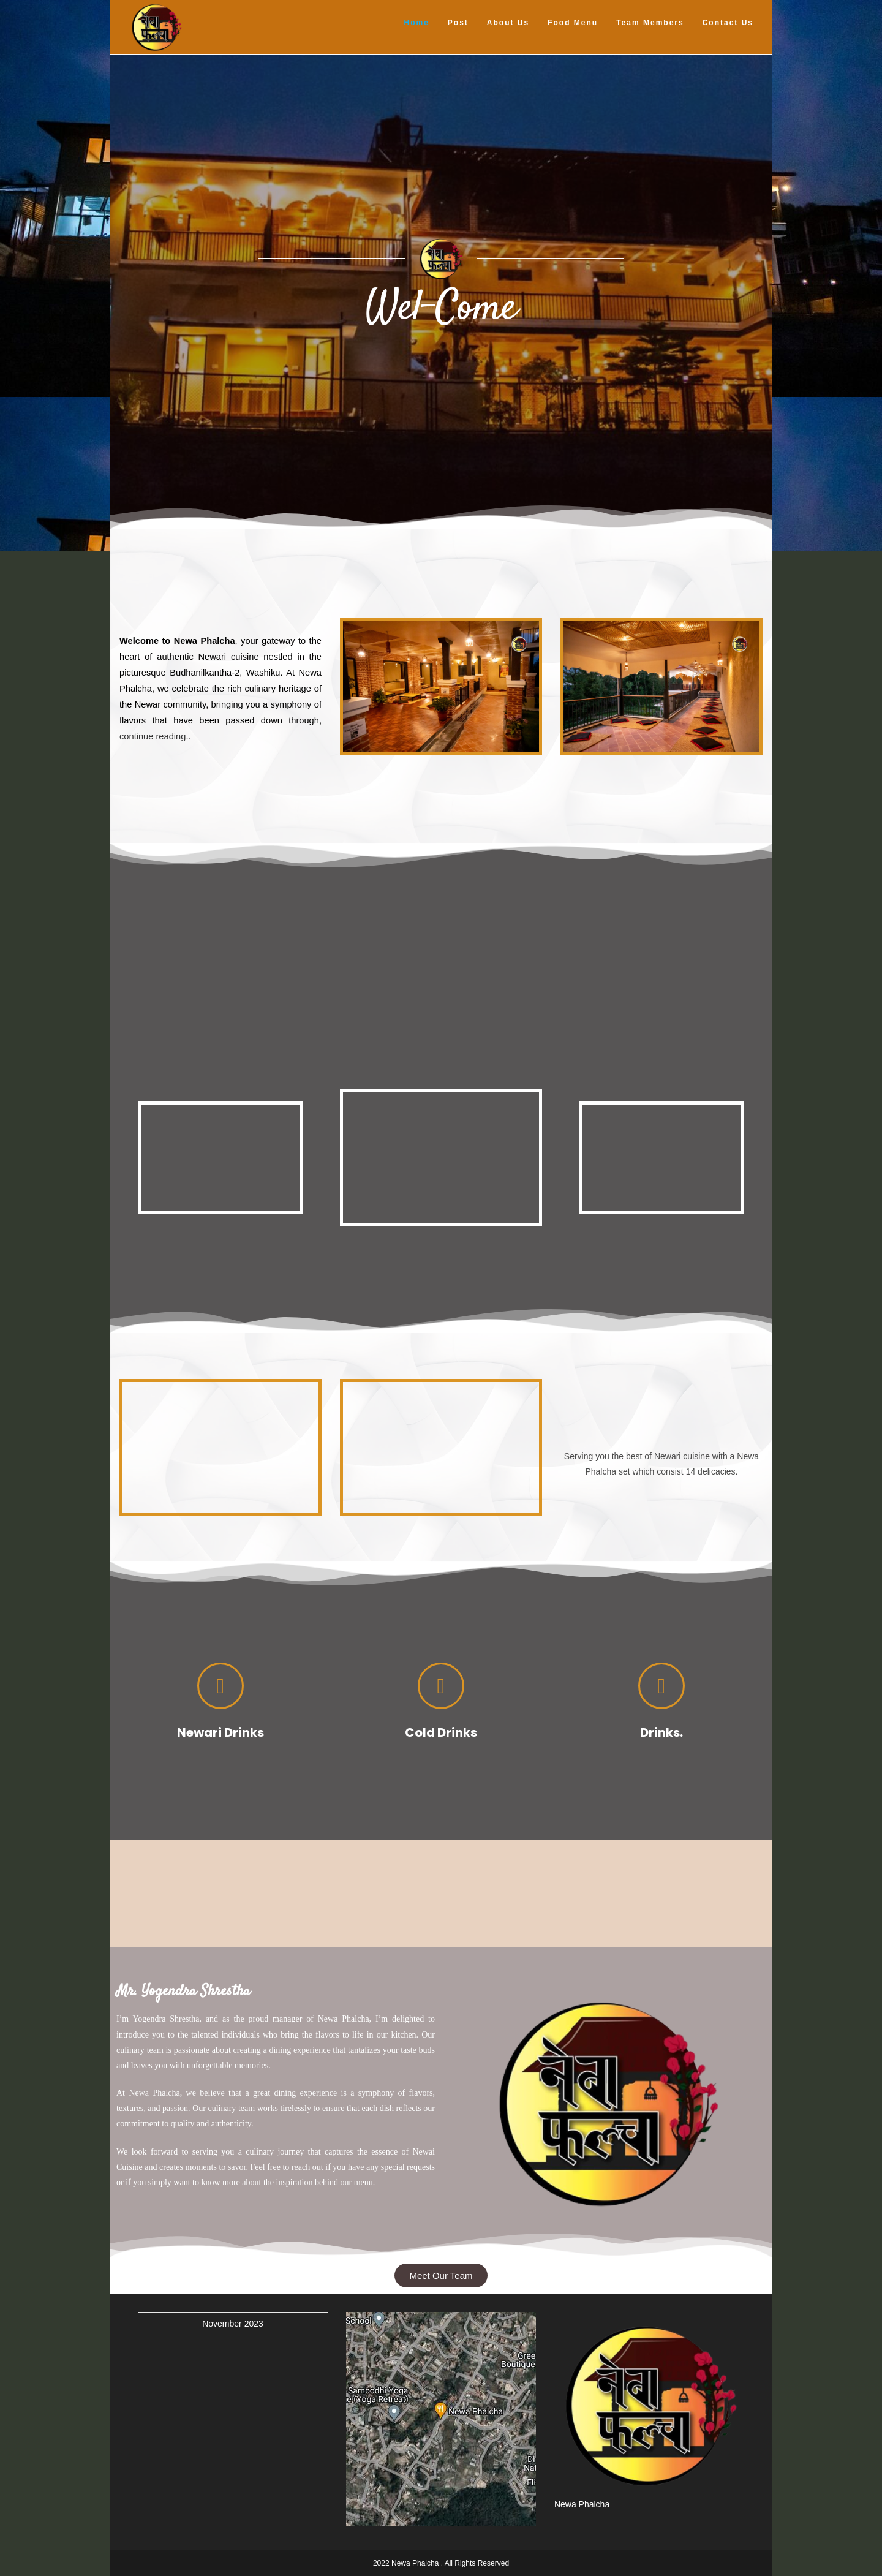 नेवा
फल्चा
Home Post About Us Food Menu Team Members Contact Us
नेवा
फल्चा
Wel-Come
Welcome to Newa Phalcha, your gateway to the
heart of authentic Newari cuisine nestled in the
picturesque Budhanilkantha-2, Washiku. At Newa
Phalcha, we celebrate the rich culinary heritage of
the Newar community, bringing you a symphony of
flavors that have been passed down through,
continue reading..
Serving you the best of Newari cuisine with a Newa
Phalcha set which consist 14 delicacies.
Newari Drinks
Cold Drinks
Drinks.
Mr. Yogendra Shrestha
I’m Yogendra Shrestha, and as the proud manager of Newa Phalcha, I’m delighted to
introduce you to the talented individuals who bring the flavors to life in our kitchen. Our
culinary team is passionate about creating a dining experience that tantalizes your taste buds
and leaves you with unforgettable memories.
At Newa Phalcha, we believe that a great dining experience is a symphony of flavors,
textures, and passion. Our culinary team works tirelessly to ensure that each dish reflects our
commitment to quality and authenticity.
We look forward to serving you a culinary journey that captures the essence of Newai
Cuisine and creates moments to savor. Feel free to reach out if you have any special requests
or if you simply want to know more about the inspiration behind our menu.
नेवा
फल्चा
Meet Our Team
November 2023
School
Gree
Boutique
Sambodhi Yoga
e (Yoga Retreat)
Newa Phalcha
Dh
Nat
Eli
नेवा
फल्चा
Newa Phalcha
2022 Newa Phalcha . All Rights Reserved